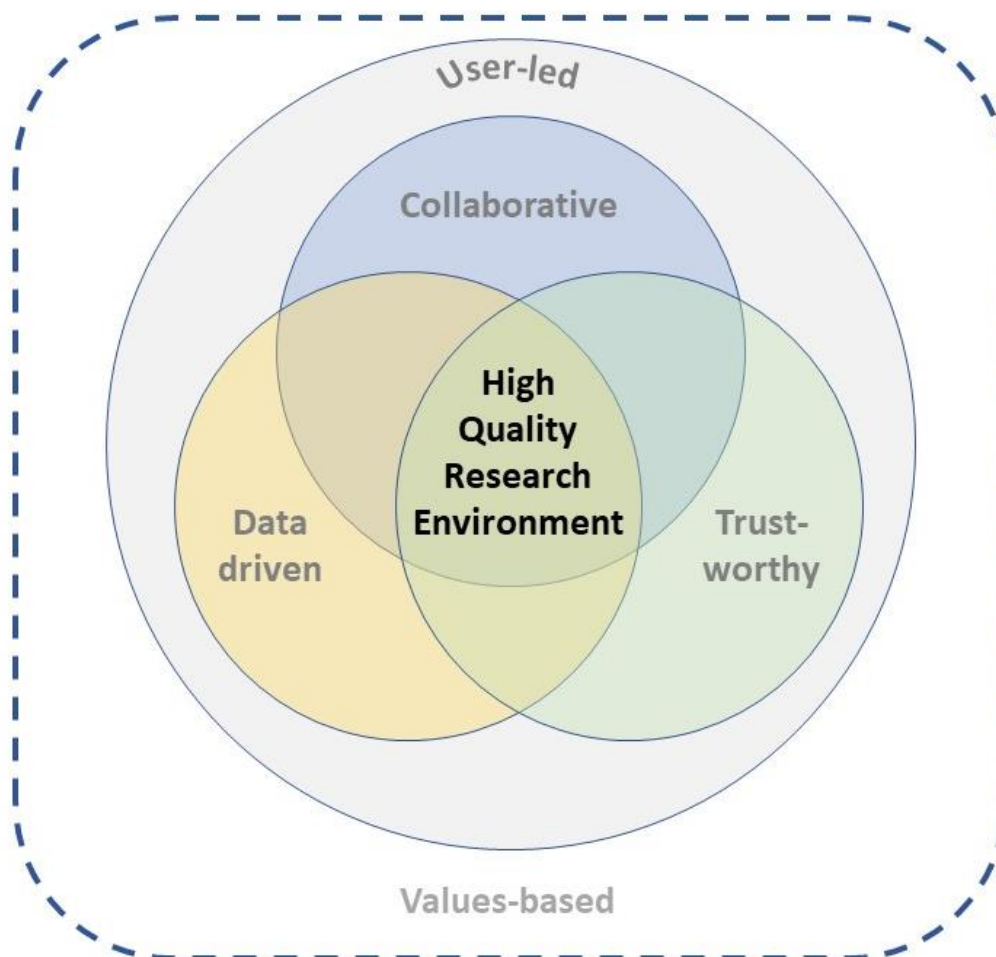 User-led
Collaborative
High
Quality
Research
Environment
Data
driven
Trust-
worthy
Values-based